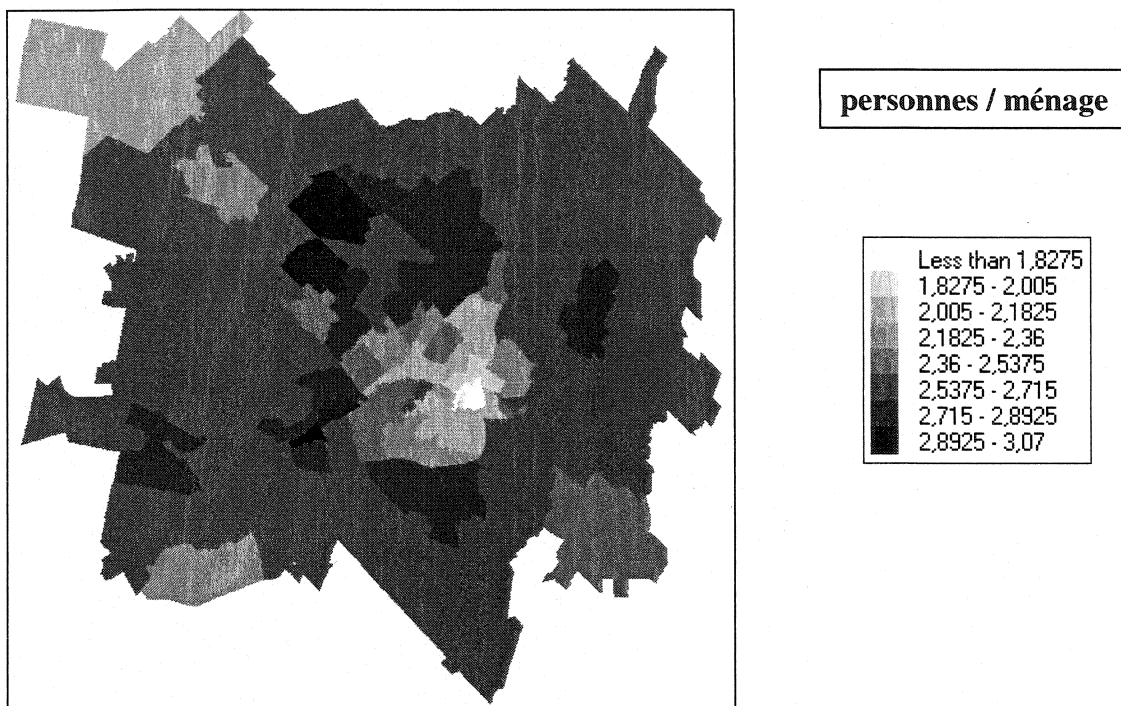 personnes / ménage
Less than 1,8275
1,8275 - 2,005
2,005 - 2,1825
2,1825 - 2,36
2,36 - 2,5375
2,5375 - 2,715
2,715 - 2,8925
2,8925 - 3,07